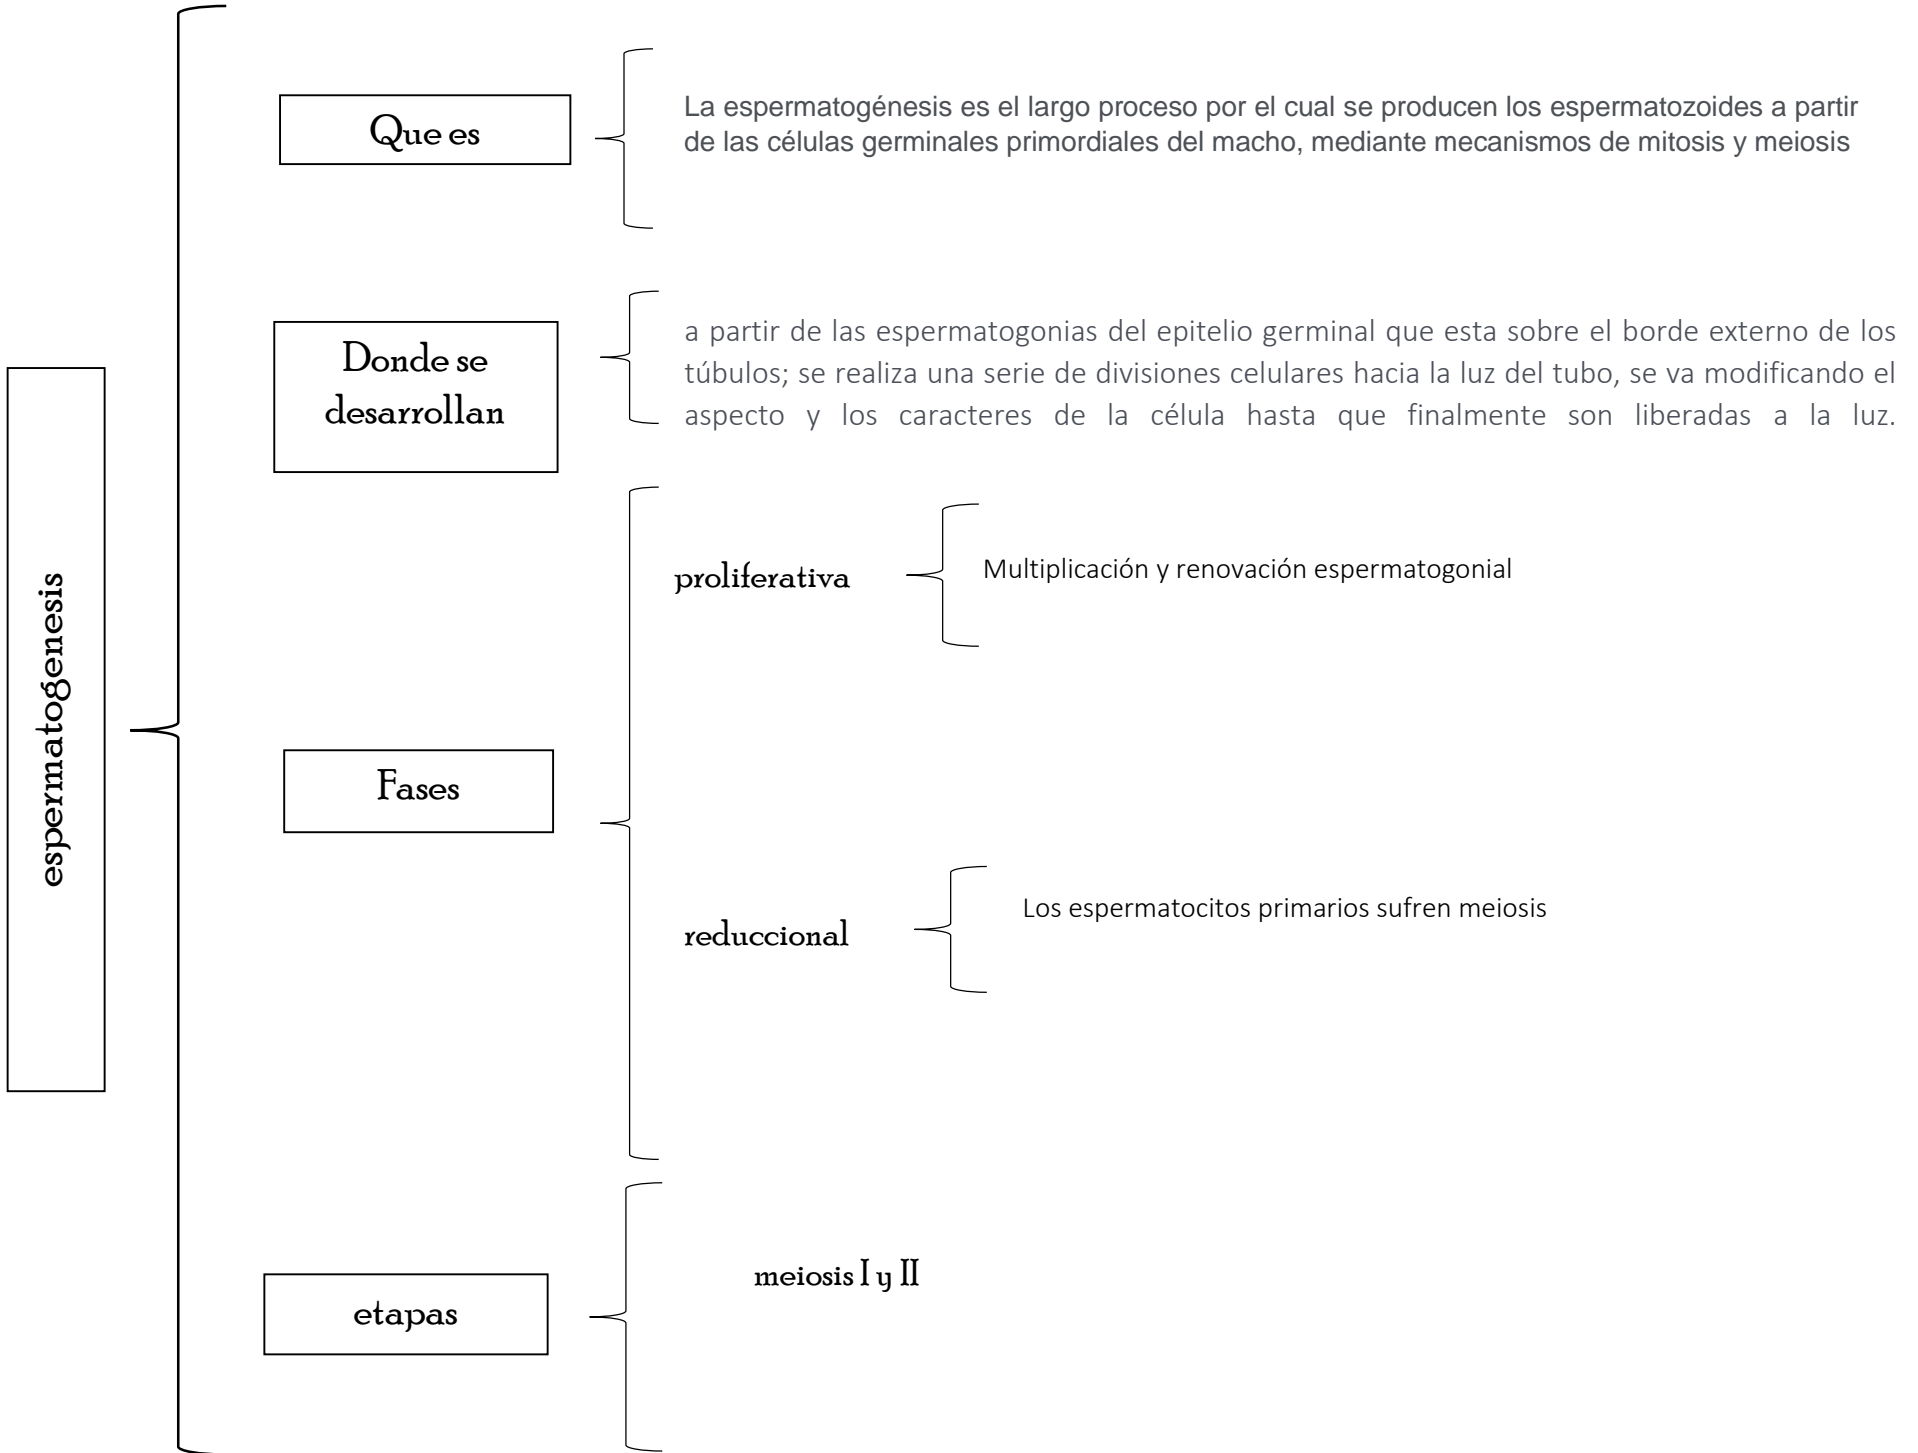 espermatogenesis
Que es
La espermatogénesis es el largo proceso por el cual se producen los espermatozoides a partir
de las células germinales primordiales del macho, mediante mecanismos de mitosis y meiosis
Donde se
desarrollan
a partir de las espermatogonias del epitelio germinal que esta sobre el borde externo de los
túbulos; se realiza una serie de divisiones celulares hacia la luz del tubo, se va modificando el
aspecto y los caracteres de la célula hasta que finalmente son liberadas a la luz.
Fases
proliferativa
Multiplicación y renovación espermatogonial
reduccional
Los espermatocitos primarios sufren meiosis
etapas
meiosis I y II